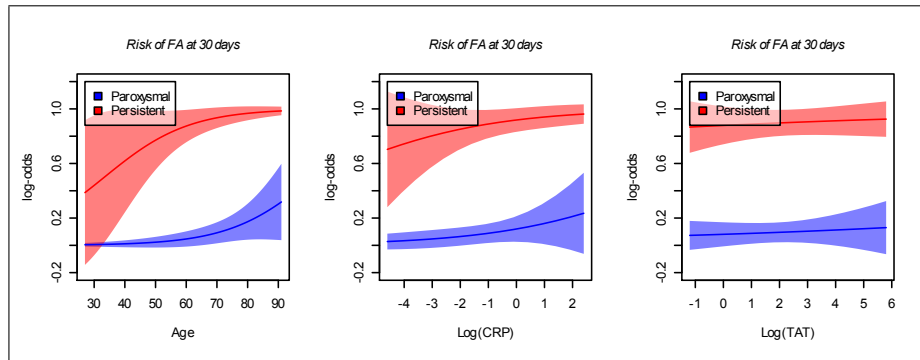 Risk of FA at 30 days
Paroxysmal
Persistent
log-odds
1.0
0.6
0.2
-0.2
30 40 50 60 70 80 90
Age
Risk of FA at 30 days
Paroxysmal
Persistent
log-odds
1.0
0.6
0.2
-0.2
-4 -3 -2 -1 0 1 2
Log(CRP)
Risk of FA at 30 days
Paroxysmal
Persistent
log-odds
1.0
0.6
0.2
-0.2
-1 0 1 2 3 4 5 6
Log(TAT)